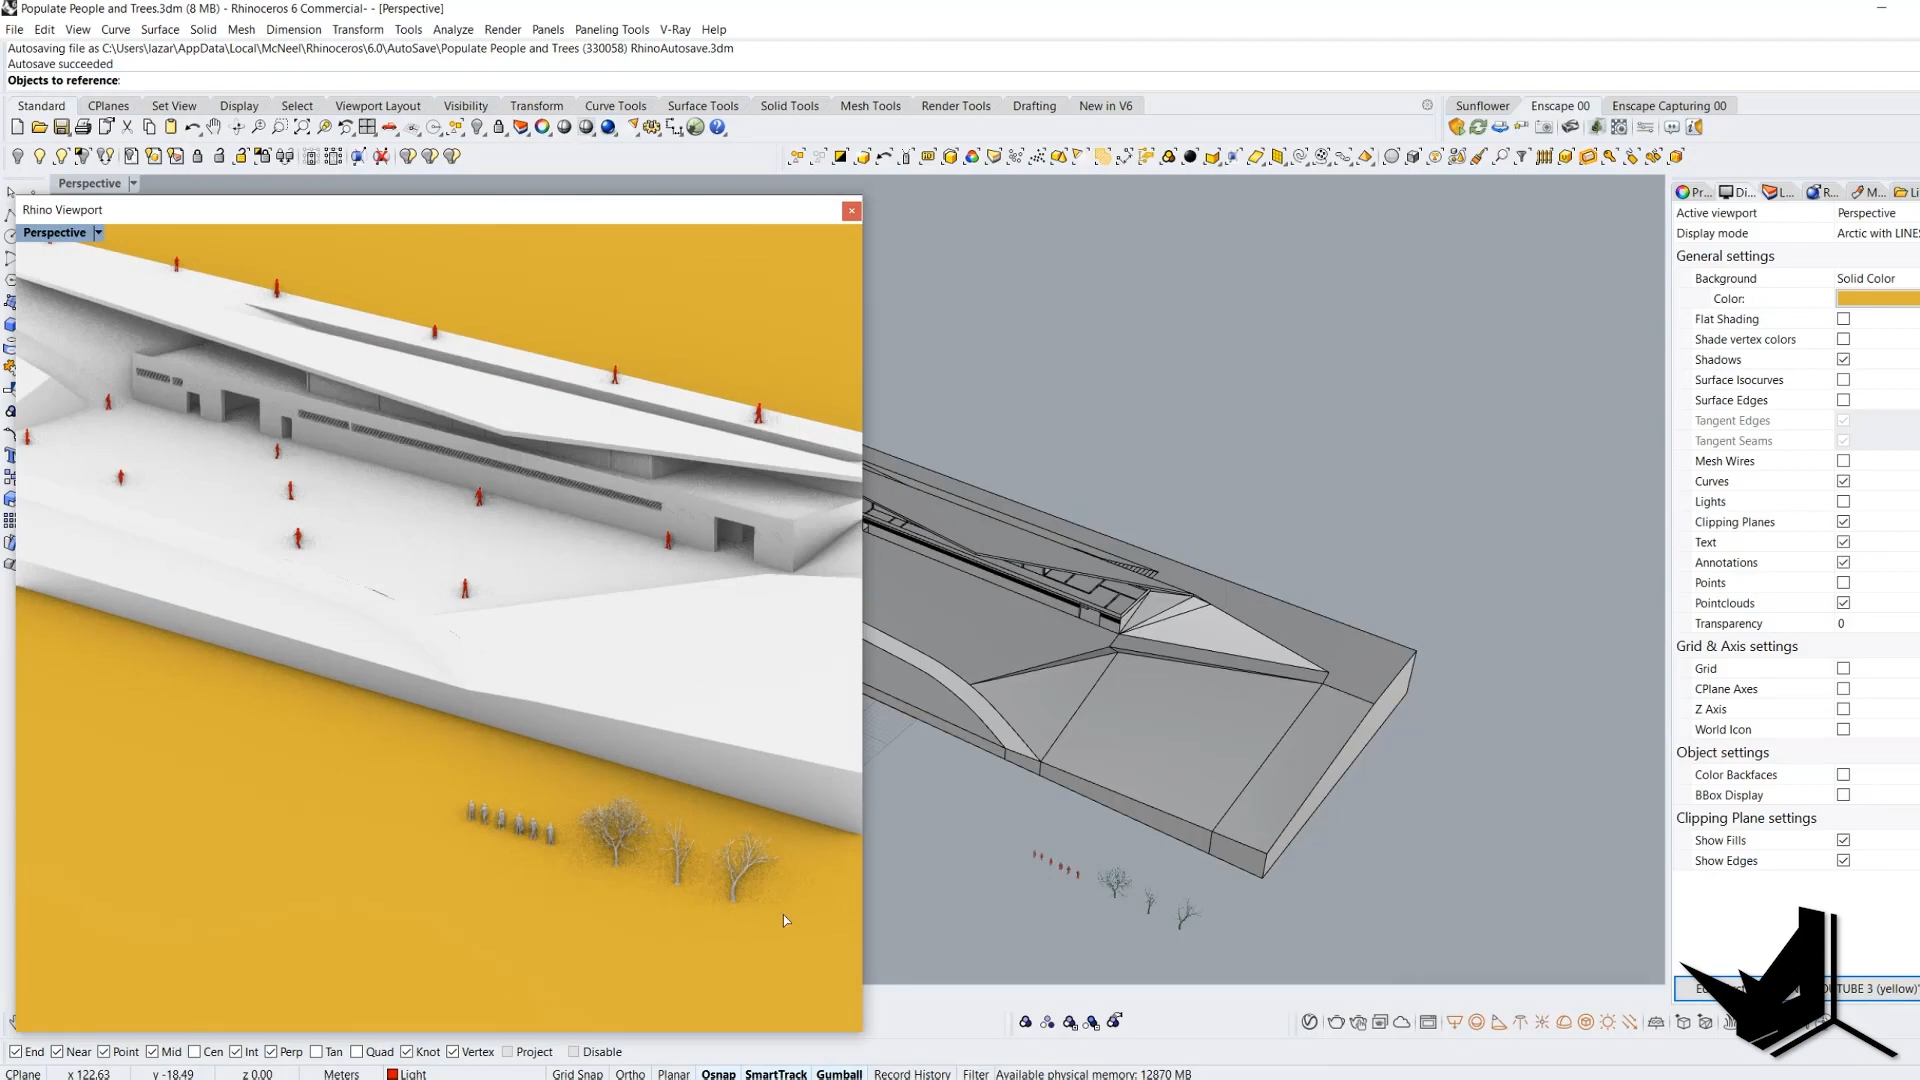 Populate People and Trees.3dm (8 MB) - Rhinoceros 6 Commercial- - [Perspective]
File Edit View Curve Surface Solid Mesh Dimension Transform Tools Analyze Render Panels Paneling Tools V-Ray Help
Autosaving file as C:\Users\lazar\AppData\Local\McNeel\Rhinoceros\6.0\AutoSave\Populate People and Trees (330058) RhinoAutosave.3dm
Autosave succeeded
Objects to reference:
Standard CPlanes Set View Display Select Viewport Layout Visibility Transform Curve Tools Surface Tools Solid Tools Mesh Tools Render Tools Drafting New in V6 Sunflower Enscape 00 Enscape Capturing 00
Perspective
Rhino Viewport
Perspective
Pr... Di... L... R... M... Li
Active viewport Perspective
Display mode Arctic with LINES
General settings
Background Solid Color
Color:
Flat Shading
Shade vertex colors
Shadows
Surface Isocurves
Surface Edges
Tangent Edges
Tangent Seams
Mesh Wires
Curves
Lights
Clipping Planes
Text
Annotations
Points
Pointclouds
Transparency 0
Grid & Axis settings
Grid
CPlane Axes
Z Axis
World Icon
Object settings
Color Backfaces
BBox Display
Clipping Plane settings
Show Fills
Show Edges
UTUBE 3 (yellow)"
End Near Point Mid Cen Int Perp Tan Quad Knot Vertex Project Disable
CPlane x 122.63 y -18.49 z 0.00 Meters Light Grid Snap Ortho Planar Osnap SmartTrack Gumball Record History Filter Available physical memory: 12870 MB